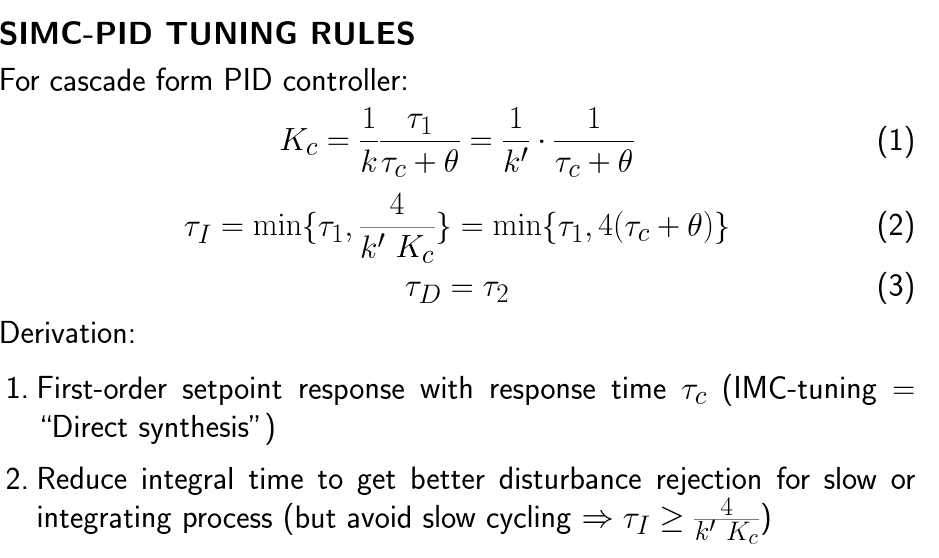 SIMC-PID TUNING RULES
For cascade form PID controller:
$K_c = \frac{1}{k} \frac{\tau_1}{\tau_c + \theta} = \frac{1}{k'} \cdot \frac{1}{\tau_c + \theta}$ (1)
$\tau_I = \min\{\tau_1, \frac{4}{k' \ K_c}\} = \min\{\tau_1, 4(\tau_c + \theta)\}$ (2)
$\tau_D = \tau_2$ (3)
Derivation:
1. First-order setpoint response with response time $\tau_c$ (IMC-tuning =
“Direct synthesis”)
2. Reduce integral time to get better disturbance rejection for slow or
integrating process (but avoid slow cycling $\Rightarrow \tau_I \geq \frac{4}{k' \ K_c}$)